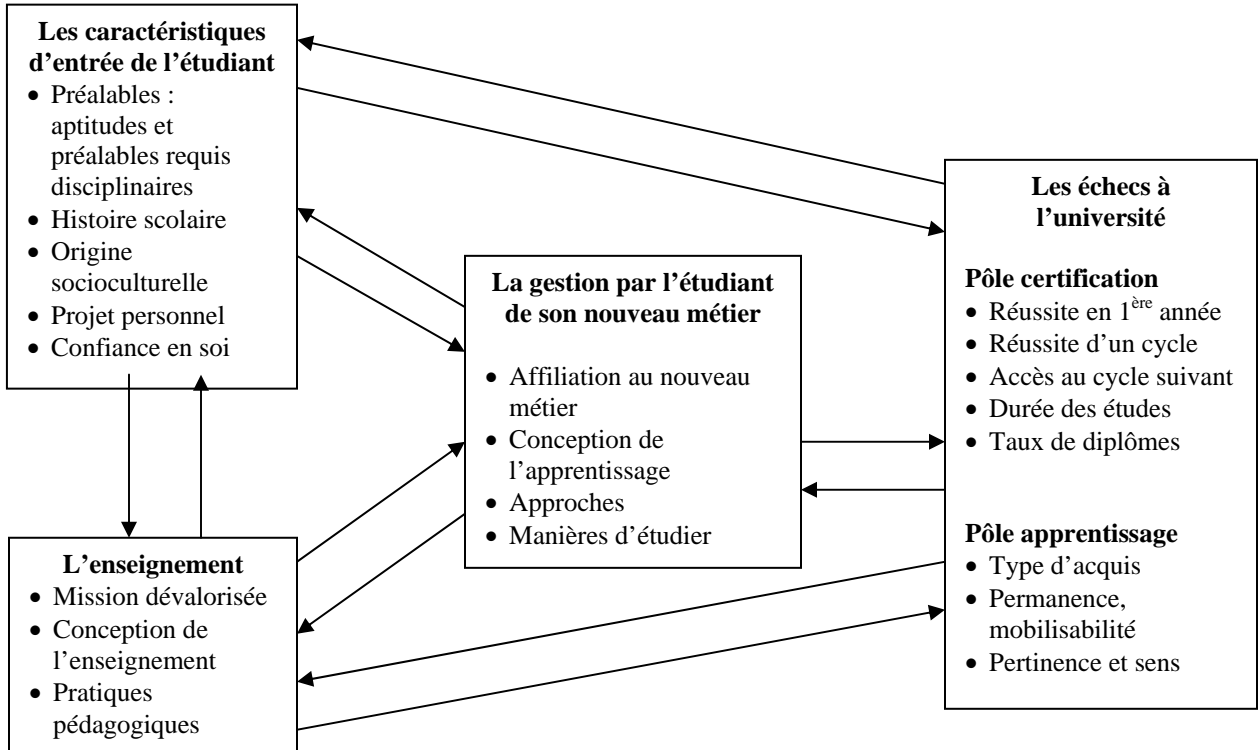 Les caractéristiques
d'entrée de l'étudiant
• Préalables :
aptitudes et
préalables requis
disciplinaires
• Histoire scolaire
• Origine
socioculturelle
• Projet personnel
• Confiance en soi
L'enseignement
• Mission dévalorisée
• Conception de
l'enseignement
• Pratiques
pédagogiques
La gestion par l'étudiant
de son nouveau métier
• Affiliation au nouveau
métier
• Conception de
l'apprentissage
• Approches
• Manières d'étudier
Les échecs à
l'université
Pôle certification
• Réussite en 1ère année
• Réussite d'un cycle
• Accès au cycle suivant
• Durée des études
• Taux de diplômes
Pôle apprentissage
• Type d'acquis
• Permanence,
mobilisabilité
• Pertinence et sens